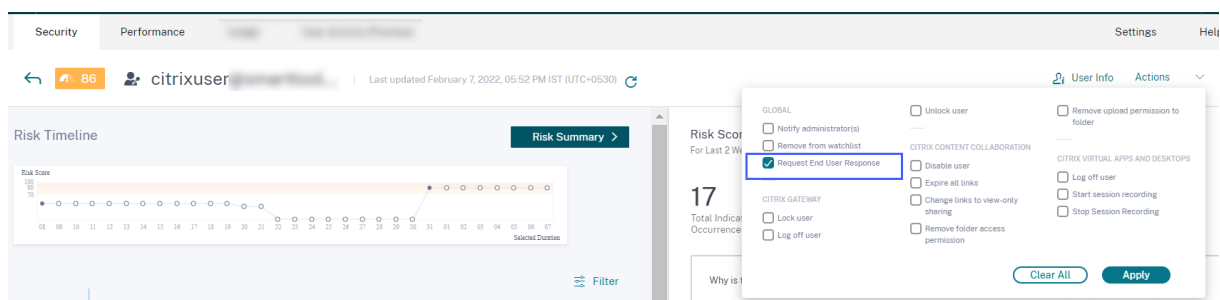 Security Performance Settings Help
86 citrixuser Last updated February 7, 2022, 05:52 PM IST (UTC+0530) User Info Actions
Risk Timeline
Risk Summary >
Risk Score
100
90
70
08 09 10 11 12 13 14 15 16 17 18 19 20 21 22 23 24 25 26 27 28 29 30 31 01 02 03 04 05 06 07
Selected Duration
Filter
Risk Scor
For Last 2 We
17
Total Indica
Occurrence
Why is t
GLOBAL
Notify administrator(s)
Remove from watchlist
Request End User Response
CITRIX GATEWAY
Lock user
Log off user
Unlock user
CITRIX CONTENT COLLABORATION
Disable user
Expire all links
Change links to view-only
sharing
Remove folder access
permission
Remove upload permission to
folder
CITRIX VIRTUAL APPS AND DESKTOPS
Log off user
Start session recording
Stop Session Recording
Clear All Apply